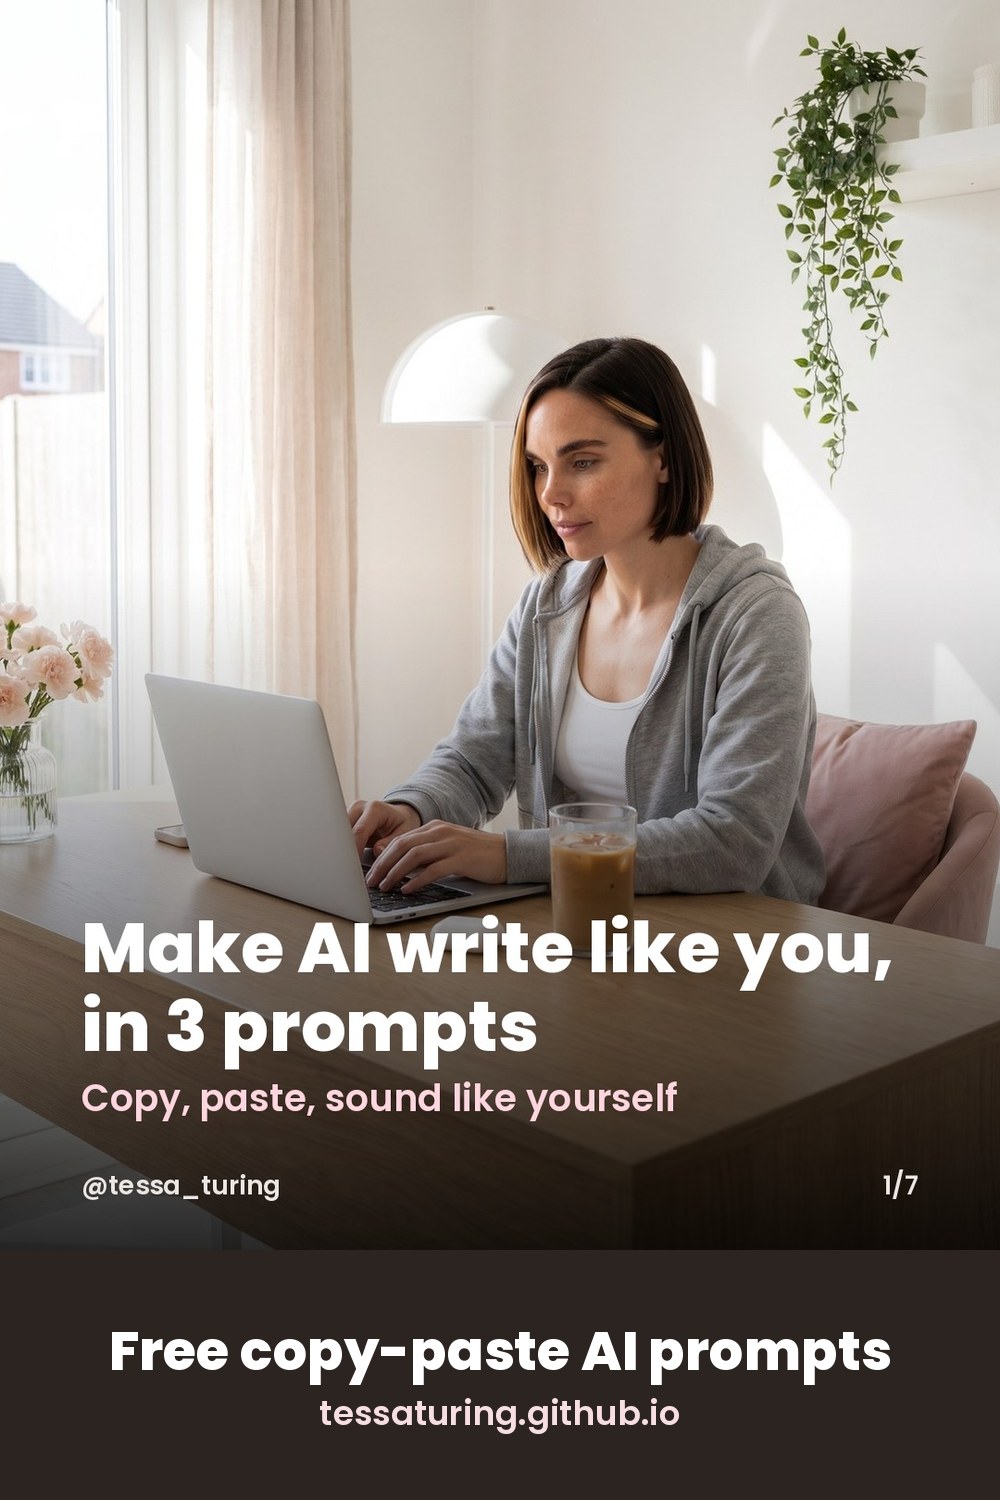 Make AI write like you,
in 3 prompts
Copy, paste, sound like yourself
@tessa_turing
1/7
Free copy-paste AI prompts
tessaturing.github.io